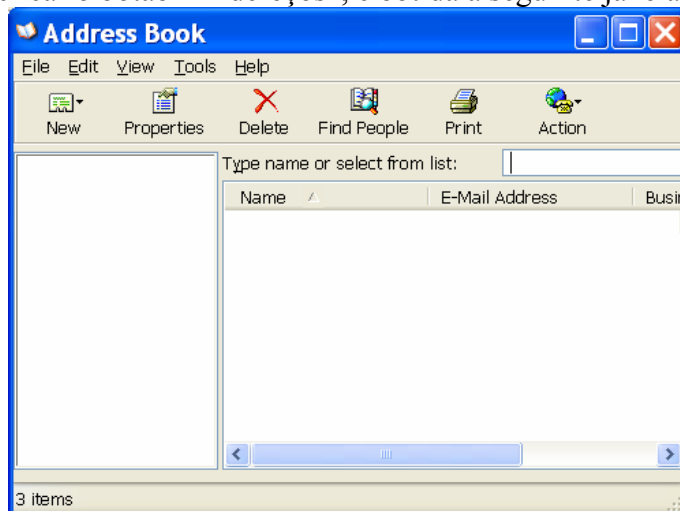 Address Book
File Edit View Tools Help
New Properties Delete Find People Print Action
Type name or select from list:
Name E-Mail Address
3 items